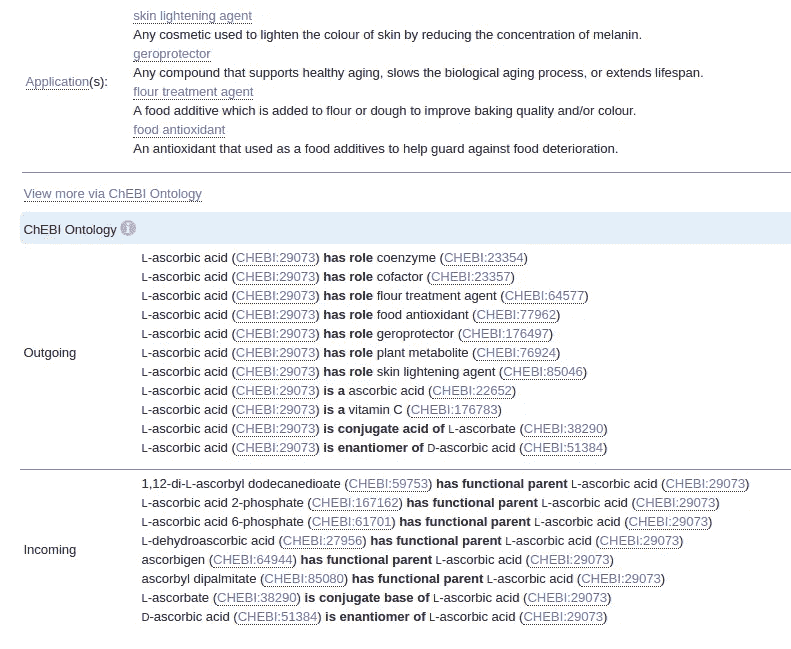 skin lightening agent
Any cosmetic used to lighten the colour of skin by reducing the concentration of melanin.
geroprotector
Application(s):
Any compound that supports healthy aging, slows the biological aging process, or extends lifespan.
flour treatment agent
A food additive which is added to flour or dough to improve baking quality and/or colour.
food antioxidant
An antioxidant that used as a food additives to help guard against food deterioration.
View more via ChEBI Ontology
ChEBI Ontology
Outgoing
L-ascorbic acid (CHEBI:29073) has role coenzyme (CHEBI:23354)
L-ascorbic acid (CHEBI:29073) has role cofactor (CHEBI:23357)
L-ascorbic acid (CHEBI:29073) has role flour treatment agent (CHEBI:64577)
L-ascorbic acid (CHEBI:29073) has role food antioxidant (CHEBI:77962)
L-ascorbic acid (CHEBI:29073) has role geroprotector (CHEBI:176497)
L-ascorbic acid (CHEBI:29073) has role plant metabolite (CHEBI:76924)
L-ascorbic acid (CHEBI:29073) has role skin lightening agent (CHEBI:85046)
L-ascorbic acid (CHEBI:29073) is a ascorbic acid (CHEBI:22652)
L-ascorbic acid (CHEBI:29073) is a vitamin C (CHEBI:176783)
L-ascorbic acid (CHEBI:29073) is conjugate acid of L-ascorbate (CHEBI:38290)
L-ascorbic acid (CHEBI:29073) is enantiomer of D-ascorbic acid (CHEBI:51384)
Incoming
1,12-di-L-ascorbyl dodecanedioate (CHEBI:59753) has functional parent L-ascorbic acid (CHEBI:29073)
L-ascorbic acid 2-phosphate (CHEBI:167162) has functional parent L-ascorbic acid (CHEBI:29073)
L-ascorbic acid 6-phosphate (CHEBI:61701) has functional parent L-ascorbic acid (CHEBI:29073)
L-dehydroascorbic acid (CHEBI:27956) has functional parent L-ascorbic acid (CHEBI:29073)
ascorbigen (CHEBI:64944) has functional parent L-ascorbic acid (CHEBI:29073)
ascorbyl dipalmitate (CHEBI:85080) has functional parent L-ascorbic acid (CHEBI:29073)
L-ascorbate (CHEBI:38290) is conjugate base of L-ascorbic acid (CHEBI:29073)
D-ascorbic acid (CHEBI:51384) is enantiomer of L-ascorbic acid (CHEBI:29073)